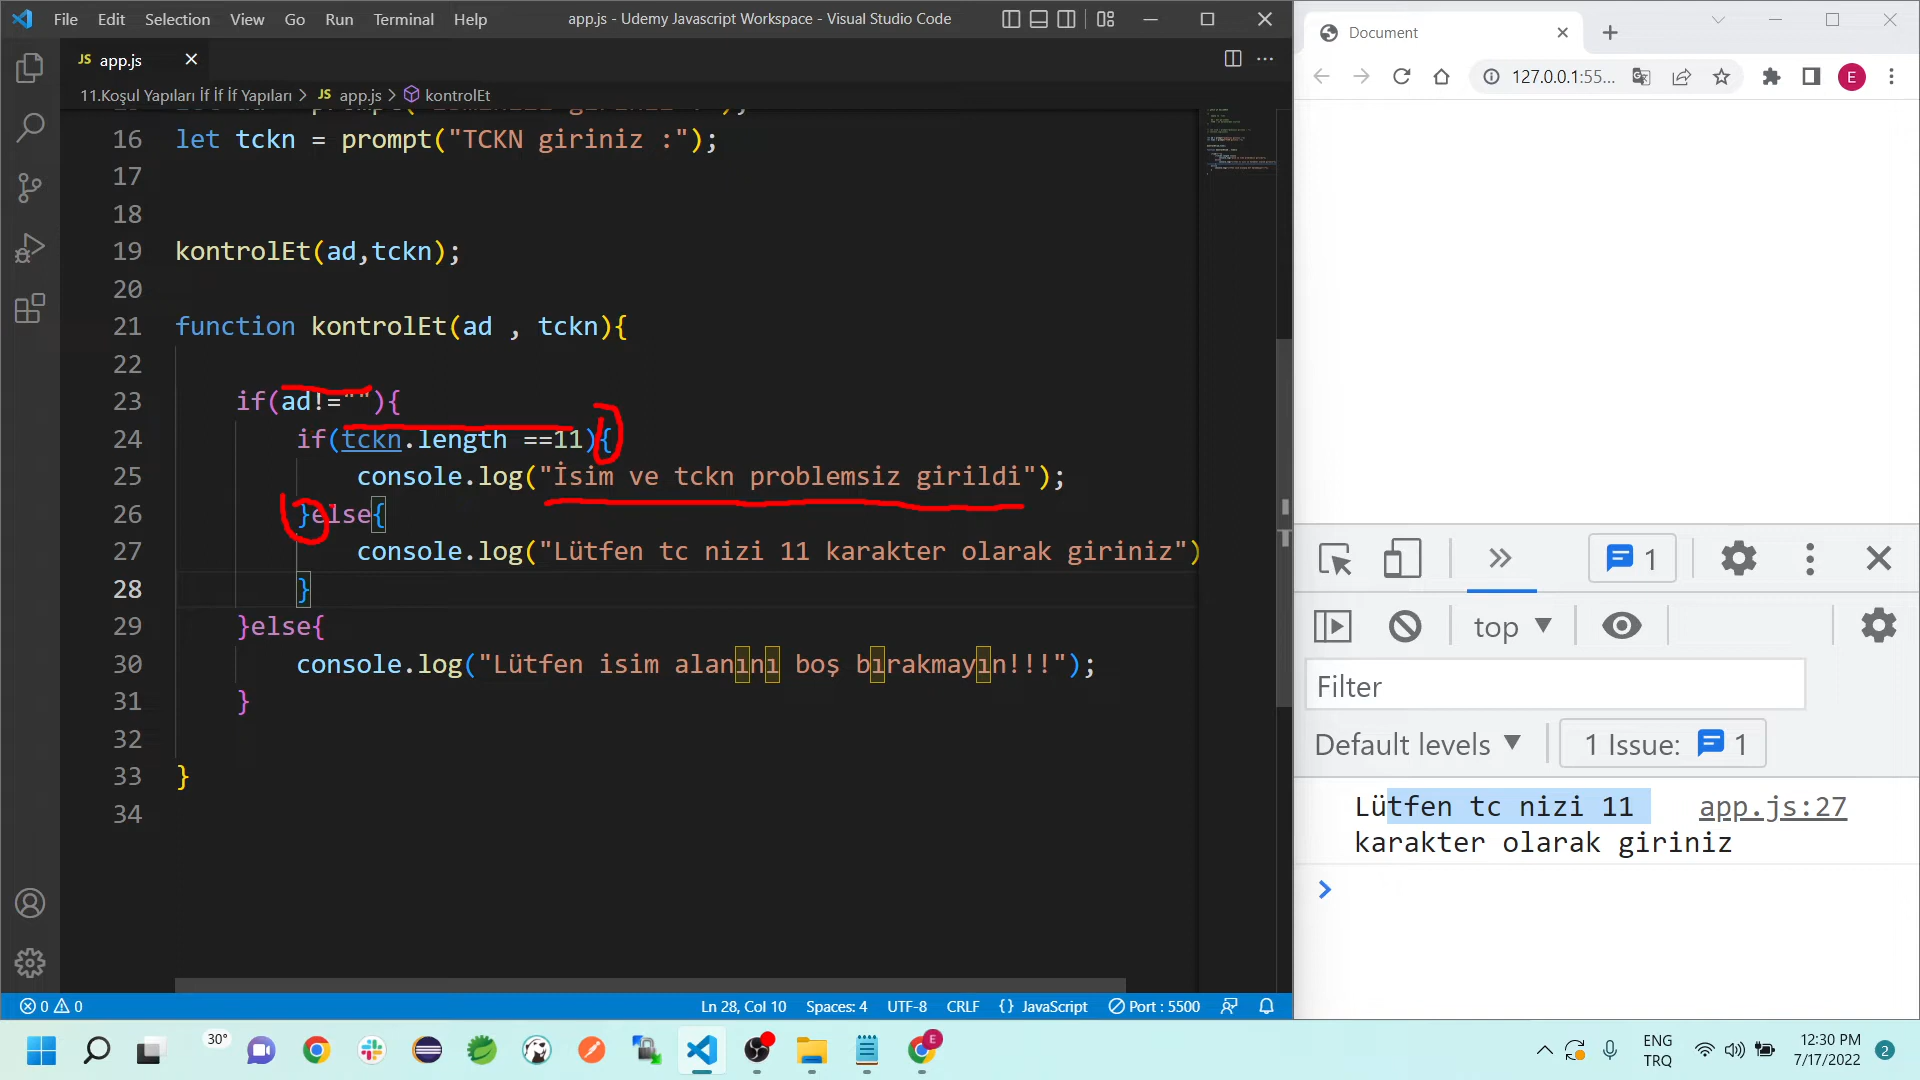 File Edit Selection View Go Run Terminal Help app.js - Udemy Javascript Workspace - Visual Studio Code
JS app.js
11.Koşul Yapıları İf İf İf Yapıları > JS app.js > kontrolEt
16 let tckn = prompt("TCKN giriniz :");
17
18
19 kontrolEt(ad,tckn);
20
21 function kontrolEt(ad , tckn){
22
23 if(ad!=""){
24 if(tckn.length ==11){
25 console.log("İsim ve tckn problemsiz girildi");
26 }else{
27 console.log("Lütfen tc nizi 11 karakter olarak giriniz")
28 }
29 }else{
30 console.log("Lütfen isim alanını boş bırakmayın!!!");
31 }
32
33 }
34
0 0 Ln 28, Col 10 Spaces: 4 UTF-8 CRLF {} JavaScript Port : 5500
Document
127.0.0.1:55...
E
1
top
Filter
Default levels 1 Issue: 1
Lütfen tc nizi 11 app.js:27
karakter olarak giriniz
30°
E
ENG
TRQ
12:30 PM
7/17/2022
2